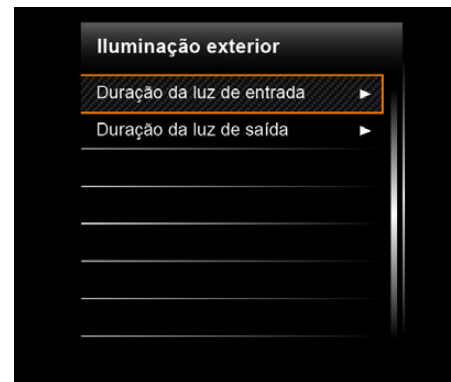 Iluminação exterior
Duração da luz de entrada
Duração da luz de saída